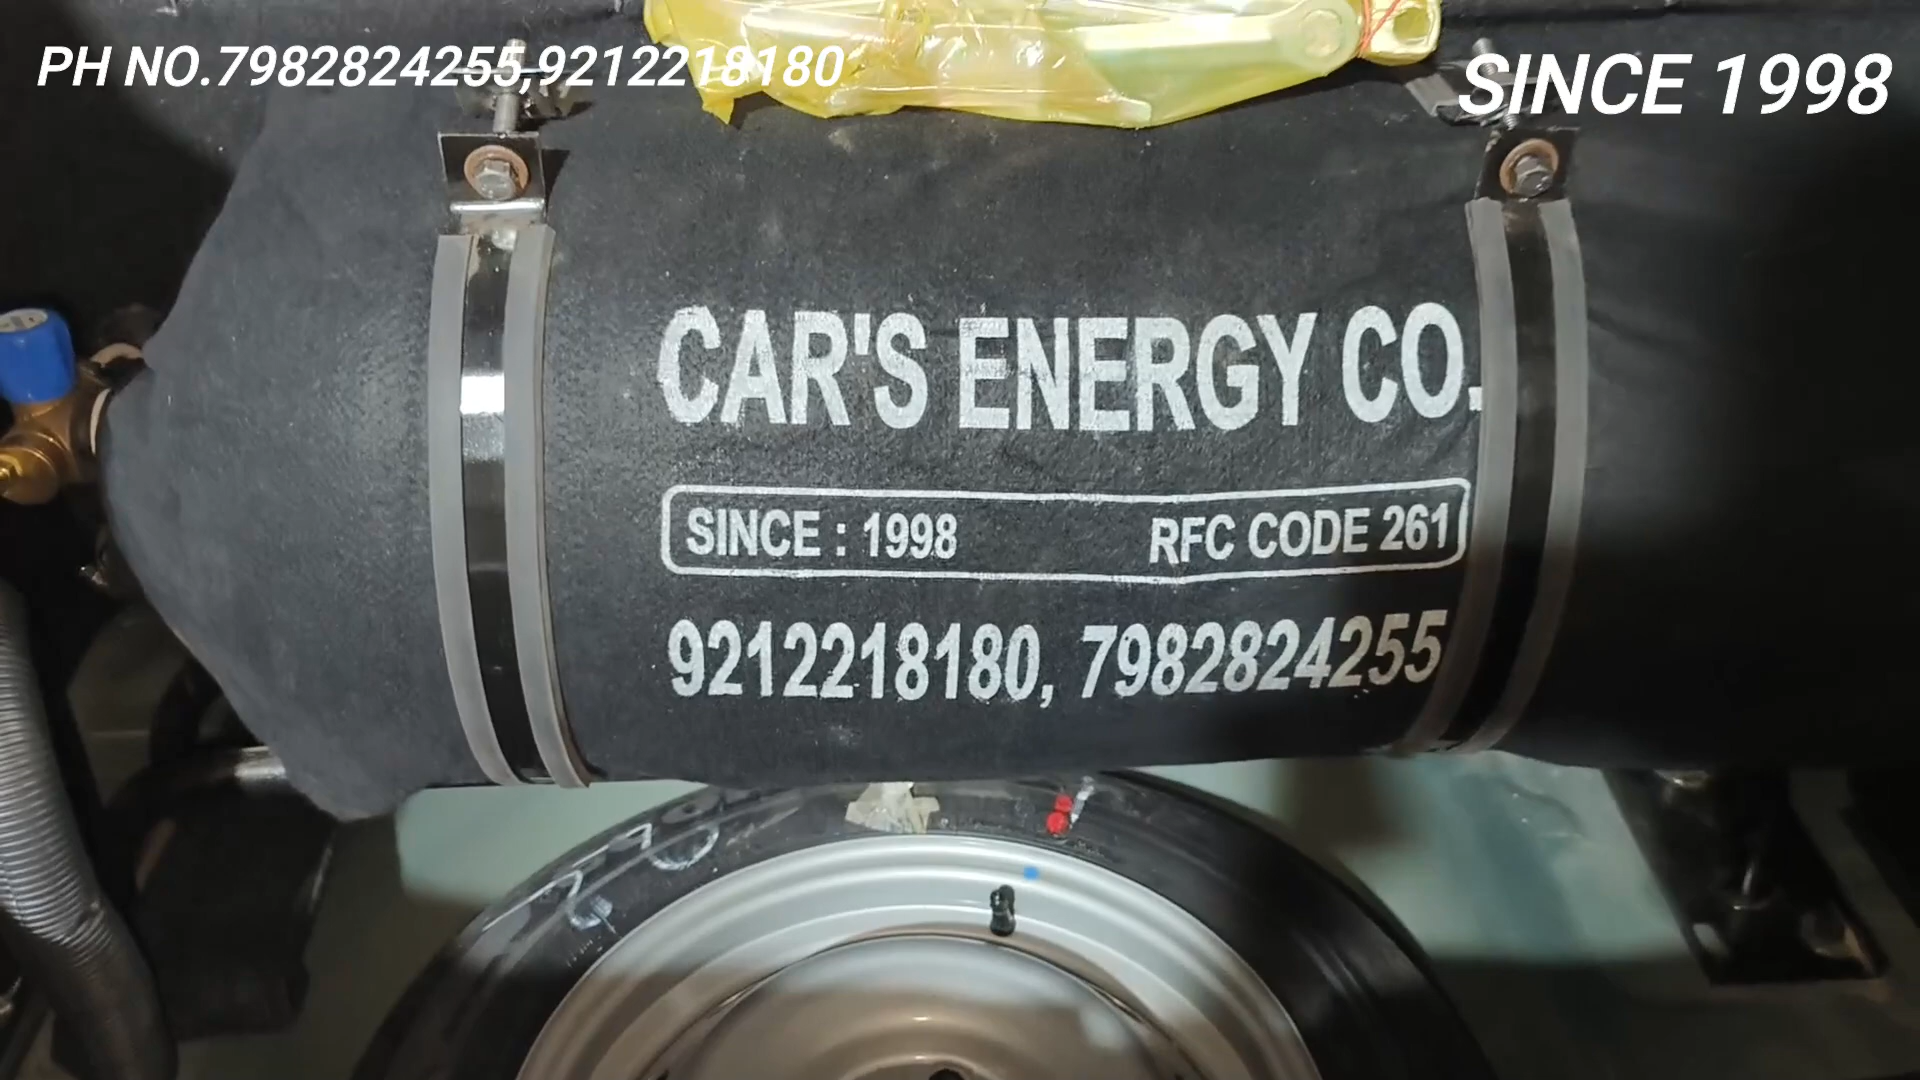 PH NO.7982824255,9212218180
SINCE 1998
CAR'S ENERGY CO.
SINCE : 1998 RFC CODE 261
9212218180, 7982824255